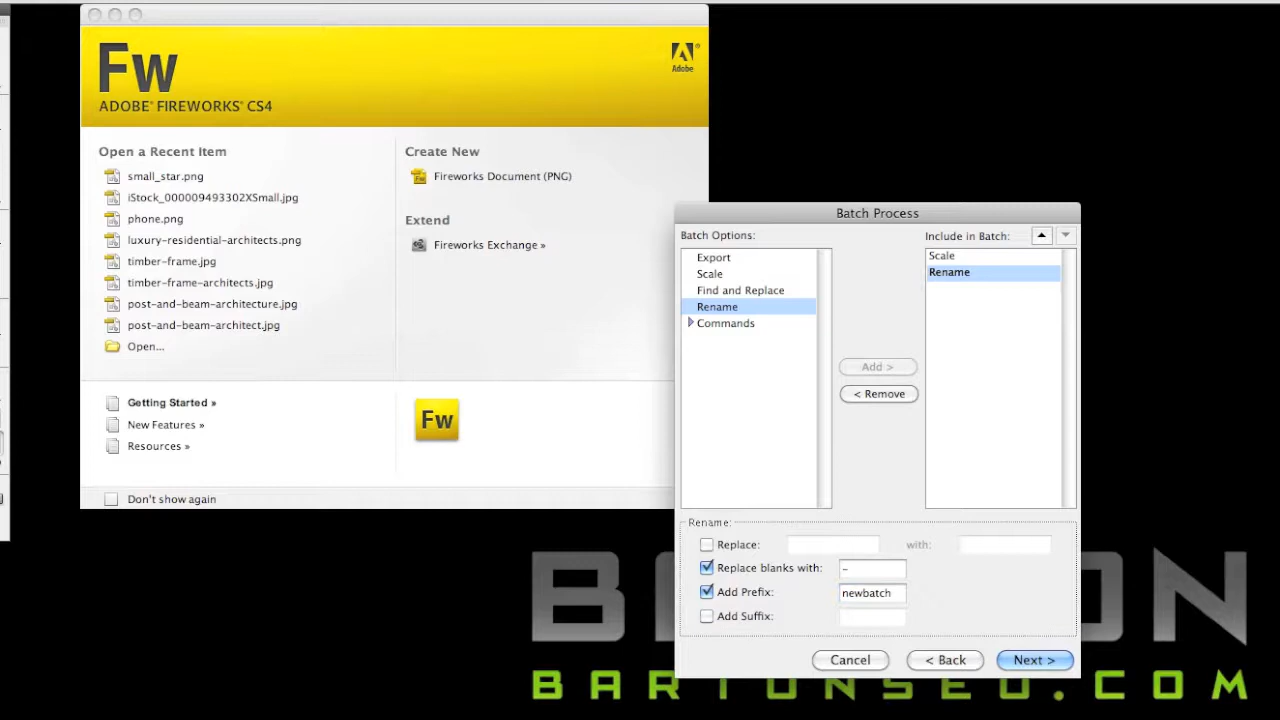 Fw
ADOBE® FIREWORKS® CS4
Adobe
Open a Recent Item
small_star.png
iStock_000009493302XSmall.jpg
phone.png
luxury-residential-architects.png
timber-frame.jpg
timber-frame-architects.jpg
post-and-beam-architecture.jpg
post-and-beam-architect.jpg
Open...
Create New
Fireworks Document (PNG)
Extend
Fireworks Exchange »
Getting Started »
New Features »
Resources »
Fw
Don't show again
Batch Process
Batch Options:
Export
Scale
Find and Replace
Rename
Commands
Add >
< Remove
Include in Batch:
Scale
Rename
Rename:
Replace:
with:
Replace blanks with:
-
Add Prefix:
newbatch
Add Suffix:
Cancel
< Back
Next >
BARTONSEO.COM